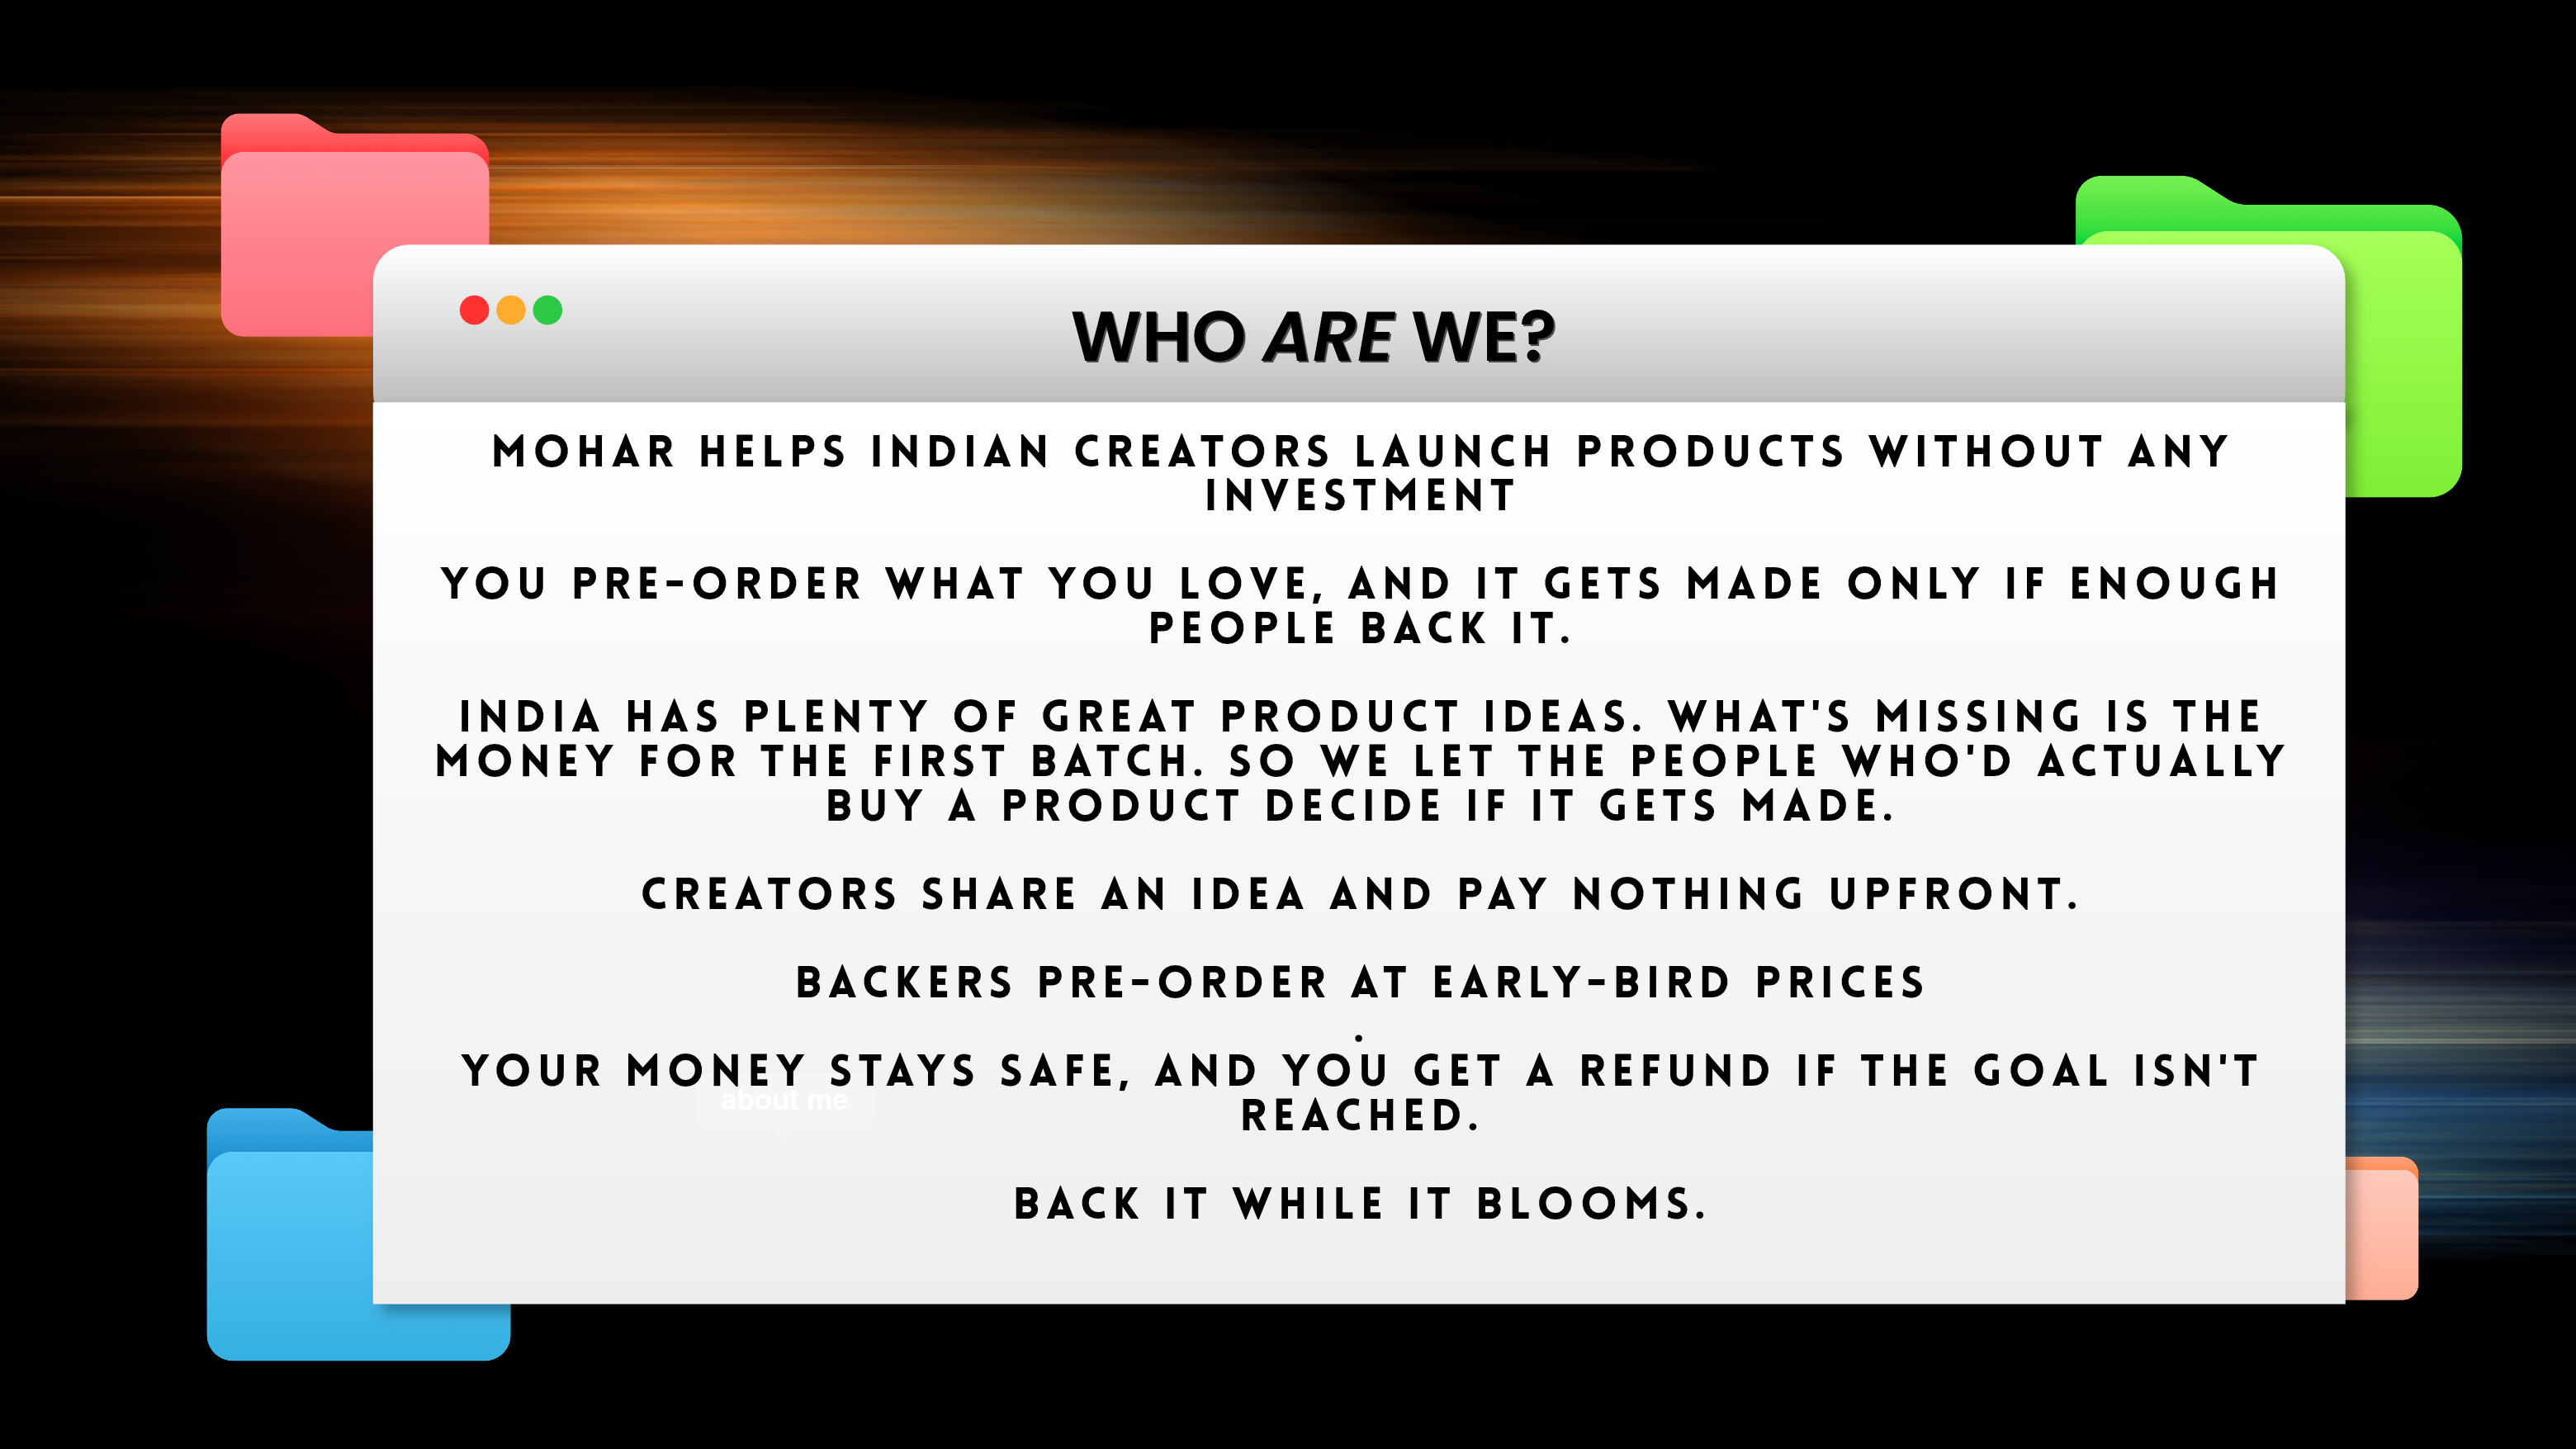 WHO ARE WE?
MOHAR HELPS INDIAN CREATORS LAUNCH PRODUCTS WITHOUT ANY
INVESTMENT
YOU PRE-ORDER WHAT YOU LOVE, AND IT GETS MADE ONLY IF ENOUGH
PEOPLE BACK IT.
INDIA HAS PLENTY OF GREAT PRODUCT IDEAS. WHAT'S MISSING IS THE
MONEY FOR THE FIRST BATCH. SO WE LET THE PEOPLE WHO'D ACTUALLY
BUY A PRODUCT DECIDE IF IT GETS MADE.
CREATORS SHARE AN IDEA AND PAY NOTHING UPFRONT.
BACKERS PRE-ORDER AT EARLY-BIRD PRICES
.
YOUR MONEY STAYS SAFE, AND YOU GET A REFUND IF THE GOAL ISN'T
about me
REACHED.
BACK IT WHILE IT BLOOMS.